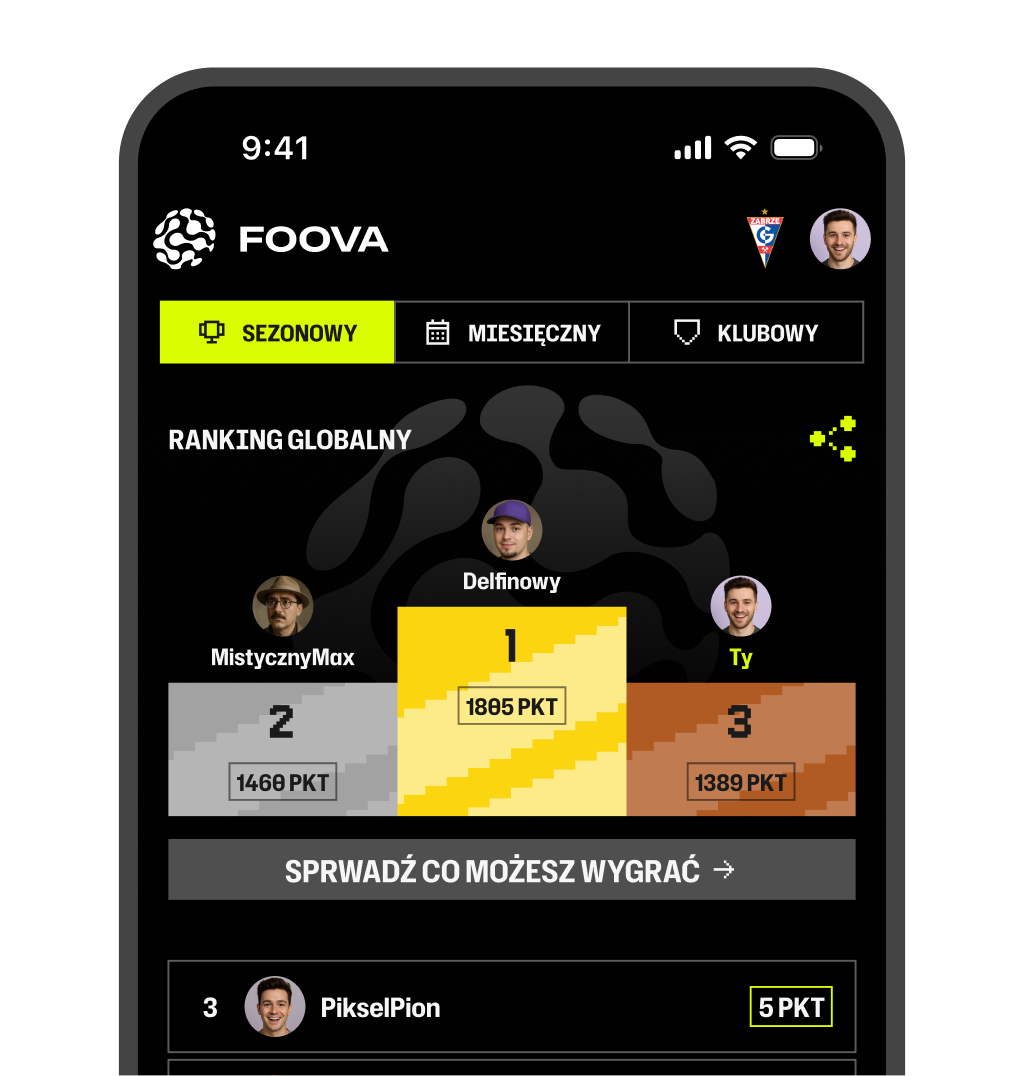 9:41
FOOVA
ZABRZE
G
SEZONOWY
MIESIĘCZNY
KLUBOWY
RANKING GLOBALNY
Delfinowy
MistycznyMax
Ty
1
1805 PKT
2
1460 PKT
3
1389 PKT
SPRWADŹ CO MOŻESZ WYGRAĆ →
3 PikselPion 5 PKT